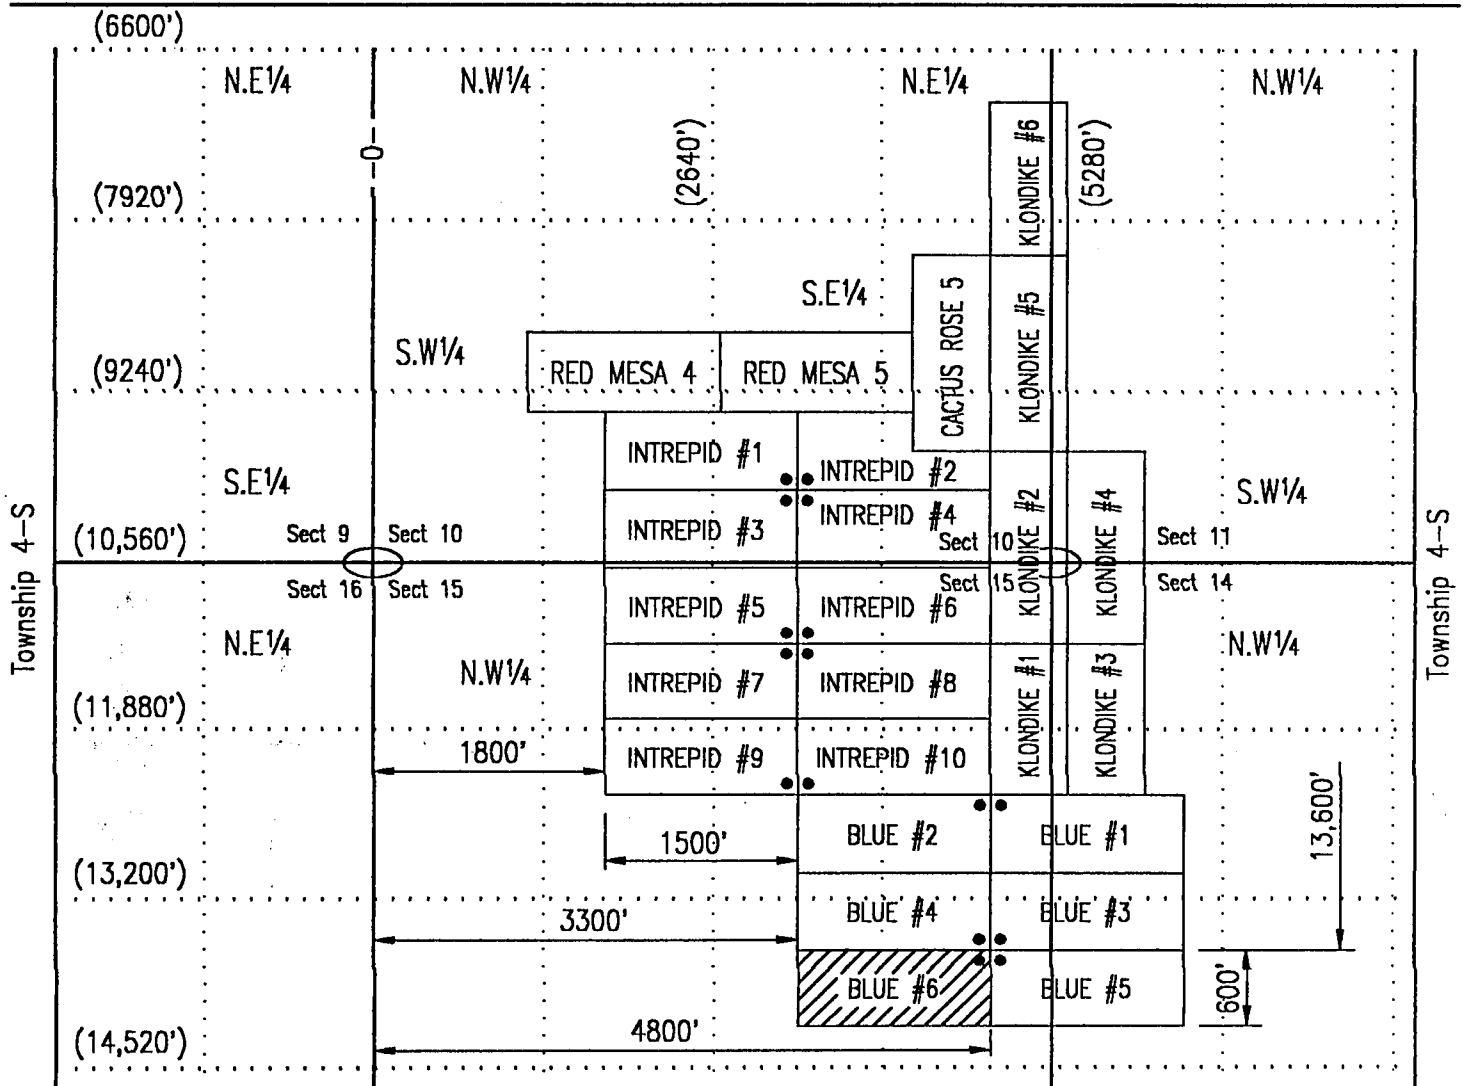 (6600')
N.E¼
N.W¼
N.E¼
N.W¼
(2640')
(5280')
KLONDIKE #6
(7920')
S.E¼
CACTUS ROSE 5
KLONDIKE #5
S.W¼
(9240')
RED MESA 4
RED MESA 5
INTREPID #1
INTREPID #2
S.E¼
S.W¼
KLONDIKE #2
KLONDIKE #4
INTREPID #3
INTREPID #4
Township 4-S
Township 4-S
(10,560')
Sect 9
Sect 10
Sect 10
Sect 11
Sect 16
Sect 15
Sect 15
Sect 14
INTREPID #5
INTREPID #6
N.E¼
N.W¼
N.W¼
INTREPID #7
INTREPID #8
KLONDIKE #1
KLONDIKE #3
(11,880')
1800'
INTREPID #9
INTREPID #10
1500'
BLUE #2
BLUE #1
13,600'
(13,200')
3300'
BLUE #4
BLUE #3
BLUE #6
BLUE #5
600'
4800'
(14,520')